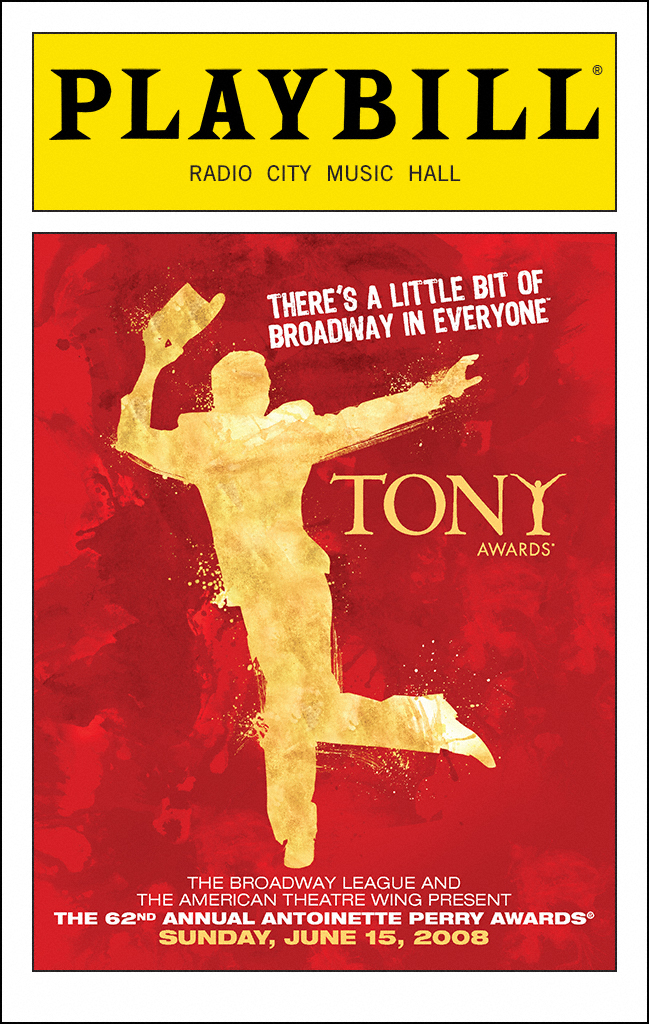 PLAYBILL®
RADIO CITY MUSIC HALL
THERE'S A LITTLE BIT OF
BROADWAY IN EVERYONE™
TONY
AWARDS®
THE BROADWAY LEAGUE AND
THE AMERICAN THEATRE WING PRESENT
THE 62ND ANNUAL ANTOINETTE PERRY AWARDS®
SUNDAY, JUNE 15, 2008